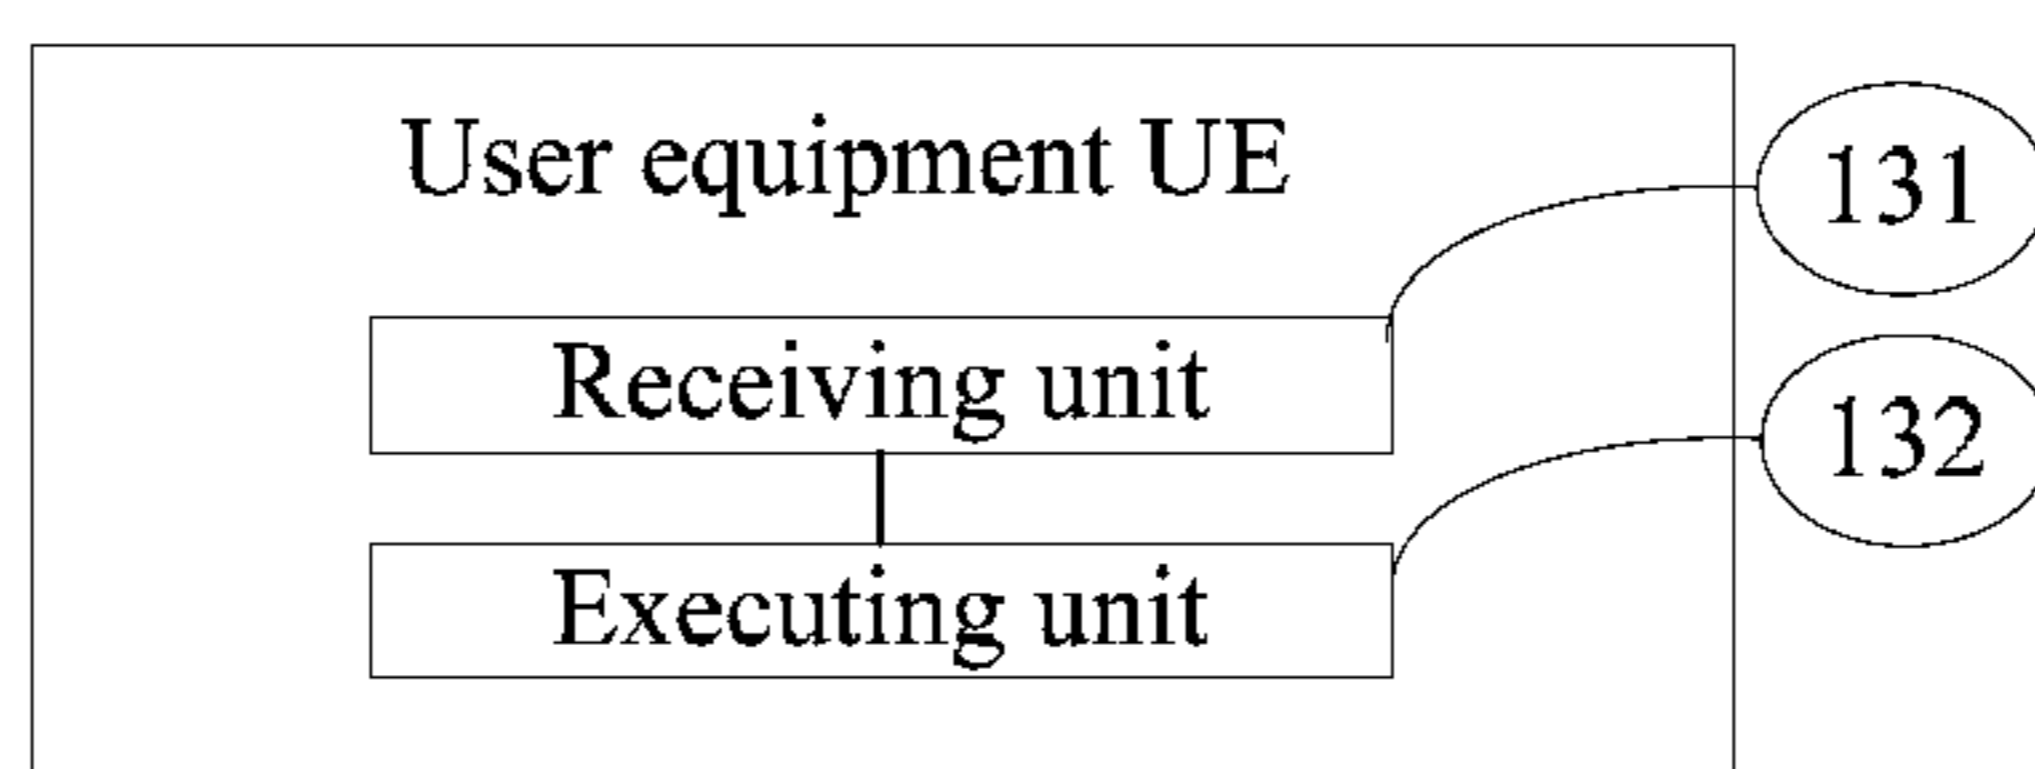 User equipment UE
131
Receiving unit
132
Executing unit